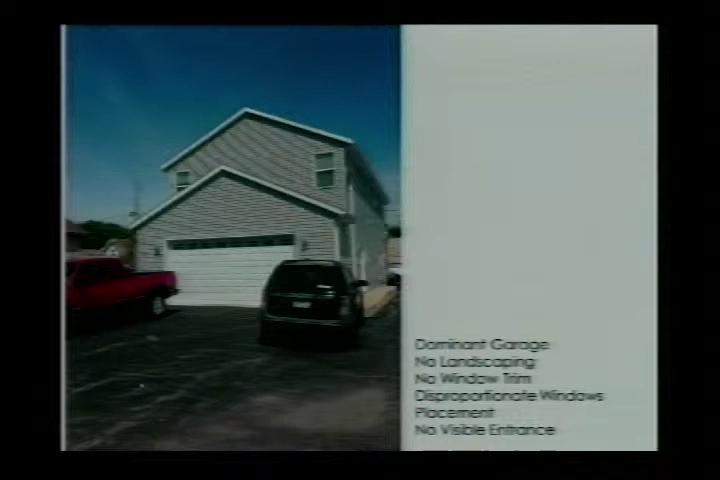 Dominant Garage
No Landscaping
No Window Trim
Disproportionate Windows
Placement
No Visible Entrance